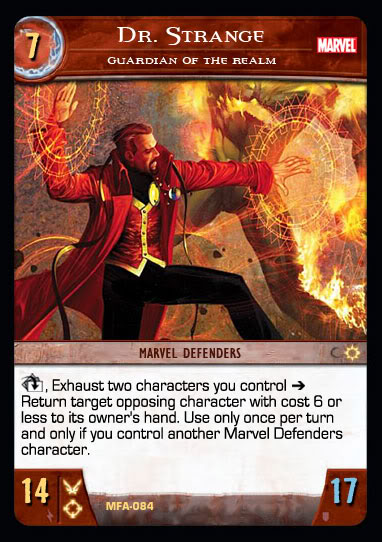 7
DR. STRANGE
GUARDIAN OF THE REALM
MARVEL
MARVEL DEFENDERS
C
, Exhaust two characters you control ➔
Return target opposing character with cost 6 or
less to its owner's hand. Use only once per turn
and only if you control another Marvel Defenders
character.
14
MFA-084
17